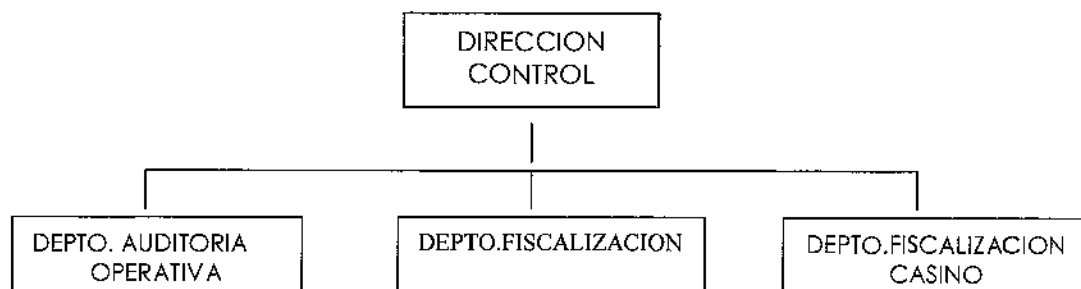 DIRECCION
CONTROL
DEPTO. AUDITORIA
OPERATIVA
DEPTO.FISCALIZACION
DEPTO.FISCALIZACION
CASINO